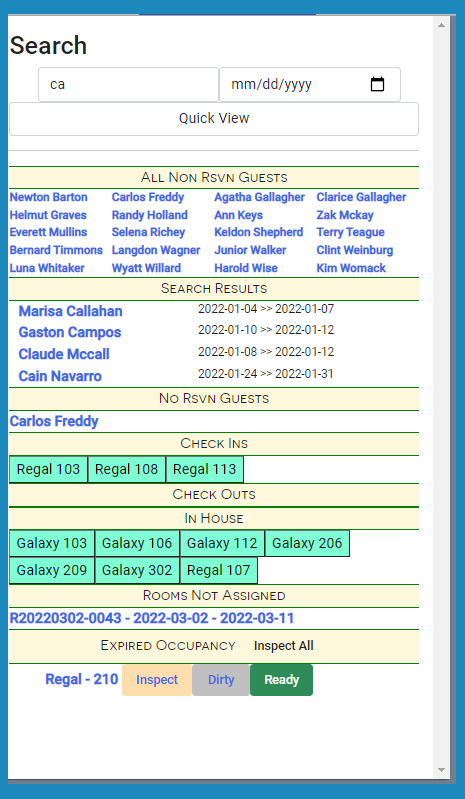 Search
ca mm/dd/yyyy
Quick View
All Non Rsvn Guests
Newton Barton Carlos Freddy Agatha Gallagher Clarice Gallagher
Helmut Graves Randy Holland Ann Keys Zak Mckay
Everett Mullins Selena Richey Keldon Shepherd Terry Teague
Bernard Timmons Langdon Wagner Junior Walker Clint Weinburg
Luna Whitaker Wyatt Willard Harold Wise Kim Womack
Search Results
Marisa Callahan 2022-01-04 >> 2022-01-07
Gaston Campos 2022-01-10 >> 2022-01-12
Claude Mccall 2022-01-08 >> 2022-01-12
Cain Navarro 2022-01-24 >> 2022-01-31
No Rsvn Guests
Carlos Freddy
Check Ins
Regal 103 Regal 108 Regal 113
Check Outs
In House
Galaxy 103 Galaxy 106 Galaxy 112 Galaxy 206
Galaxy 209 Galaxy 302 Regal 107
Rooms Not Assigned
R20220302-0043 - 2022-03-02 - 2022-03-11
Expired Occupancy Inspect All
Regal - 210 Inspect Dirty Ready